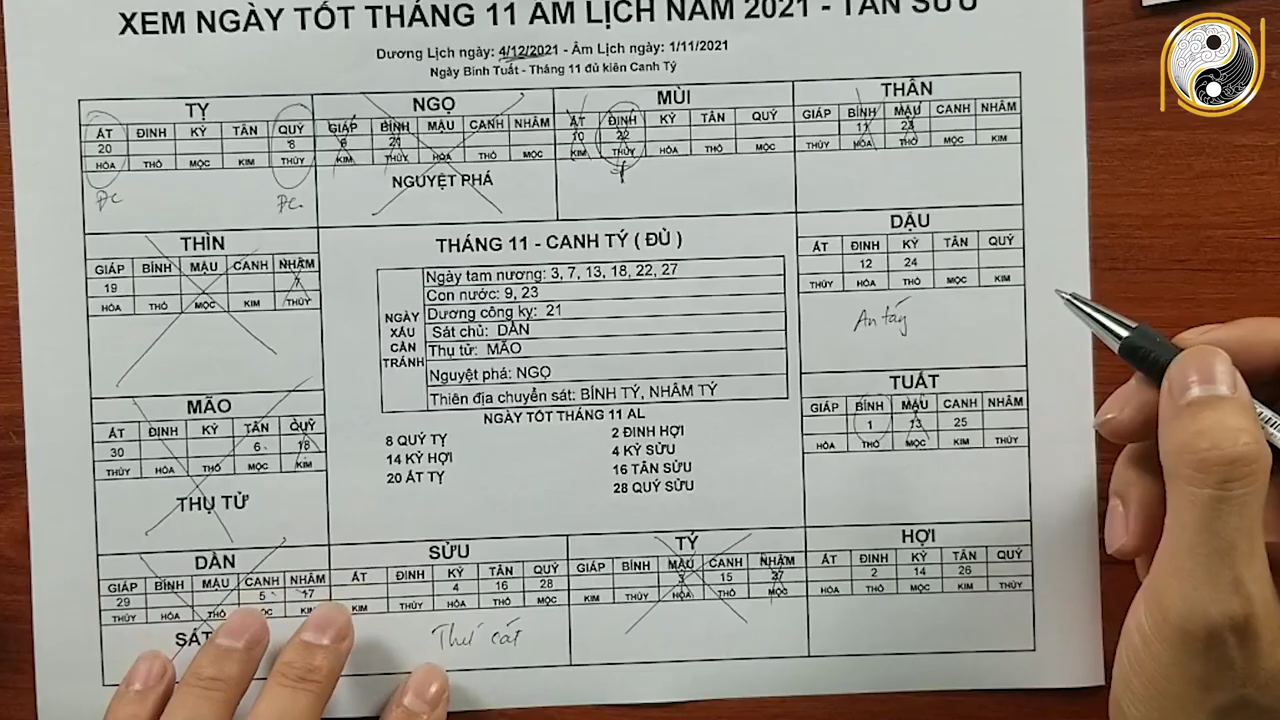 XEM NGÀY TỐT THÁNG 11 ÂM LỊCH NĂM 2021 - TÂN SỬU
Dương Lịch ngày: 4/12/2021 - Âm Lịch ngày: 1/11/2021
Ngày Bính Tuất - Tháng 11 đủ kiên Canh Tý
TỴ
ẤT ĐINH KỶ TÂN QUÝ
20 8
HỎA THỔ MỘC KIM THỦY
ĐC ĐC
NGỌ
GIÁP BÍNH MẬU CANH NHÂM
21
KIM THỦY HỎA THỔ MỘC
NGUYỆT PHÁ
MÙI
ẤT ĐINH KỶ TÂN QUÝ
10 22
KIM THỦY HỎA THỔ MỘC
THÂN
GIÁP BÍNH MẬU CANH NHÂM
11 23
THỦY HỎA THỔ MỘC KIM
THÌN
GIÁP BÍNH MẬU CANH NHÂM
19 7
HỎA THỔ MỘC KIM THỦY
THÁNG 11 - CANH TÝ ( ĐỦ )
NGÀY XẤU CẦN TRÁNH
Ngày tam nương: 3, 7, 13, 18, 22, 27
Con nước: 9, 23
Dương công kỵ: 21
Sát chủ: DẦN
Thụ tử: MÃO
Nguyệt phá: NGỌ
Thiên địa chuyển sát: BÍNH TÝ, NHÂM TÝ
NGÀY TỐT THÁNG 11 AL
8 QUÝ TỴ 2 ĐINH HỢI
14 KỶ HỢI 4 KỶ SỬU
20 ẤT TỴ 16 TÂN SỬU
28 QUÝ SỬU
DẬU
ẤT ĐINH KỶ TÂN QUÝ
12 24
THỦY HỎA THỔ MỘC KIM
An táng
MÃO
ẤT ĐINH KỶ TÂN QUÝ
30 6 18
THỦY HỎA THỔ MỘC KIM
THỤ TỬ
TUẤT
GIÁP BÍNH MẬU CANH NHÂM
1 13 25
HỎA THỔ MỘC KIM THỦY
DẦN
GIÁP BÍNH MẬU CANH NHÂM
29 5 17
THỦY HỎA THỔ
SÁT
SỬU
ẤT ĐINH KỶ TÂN QUÝ
4 16 28
KIM THỦY HỎA THỔ MỘC
Thứ cát
TÝ
GIÁP BÍNH MẬU CANH NHÂM
3 15 27
KIM THỦY HỎA THỔ MỘC
HỢI
ẤT ĐINH KỶ TÂN QUÝ
2 14 26
HỎA THỔ MỘC KIM THỦY